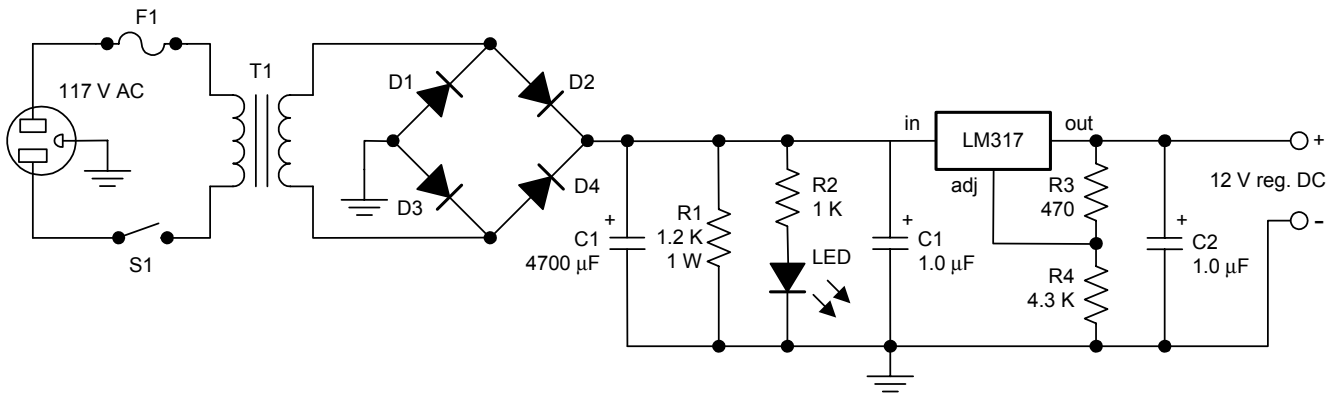 F1
117 V AC
T1
S1
D1
D2
D3
D4
C1
4700 μF
+
R1
1.2 K
1 W
R2
1 K
LED
+
C1
1.0 μF
in
LM317
out
adj
R3
470
R4
4.3 K
+
C2
1.0 μF
+
12 V reg. DC
-